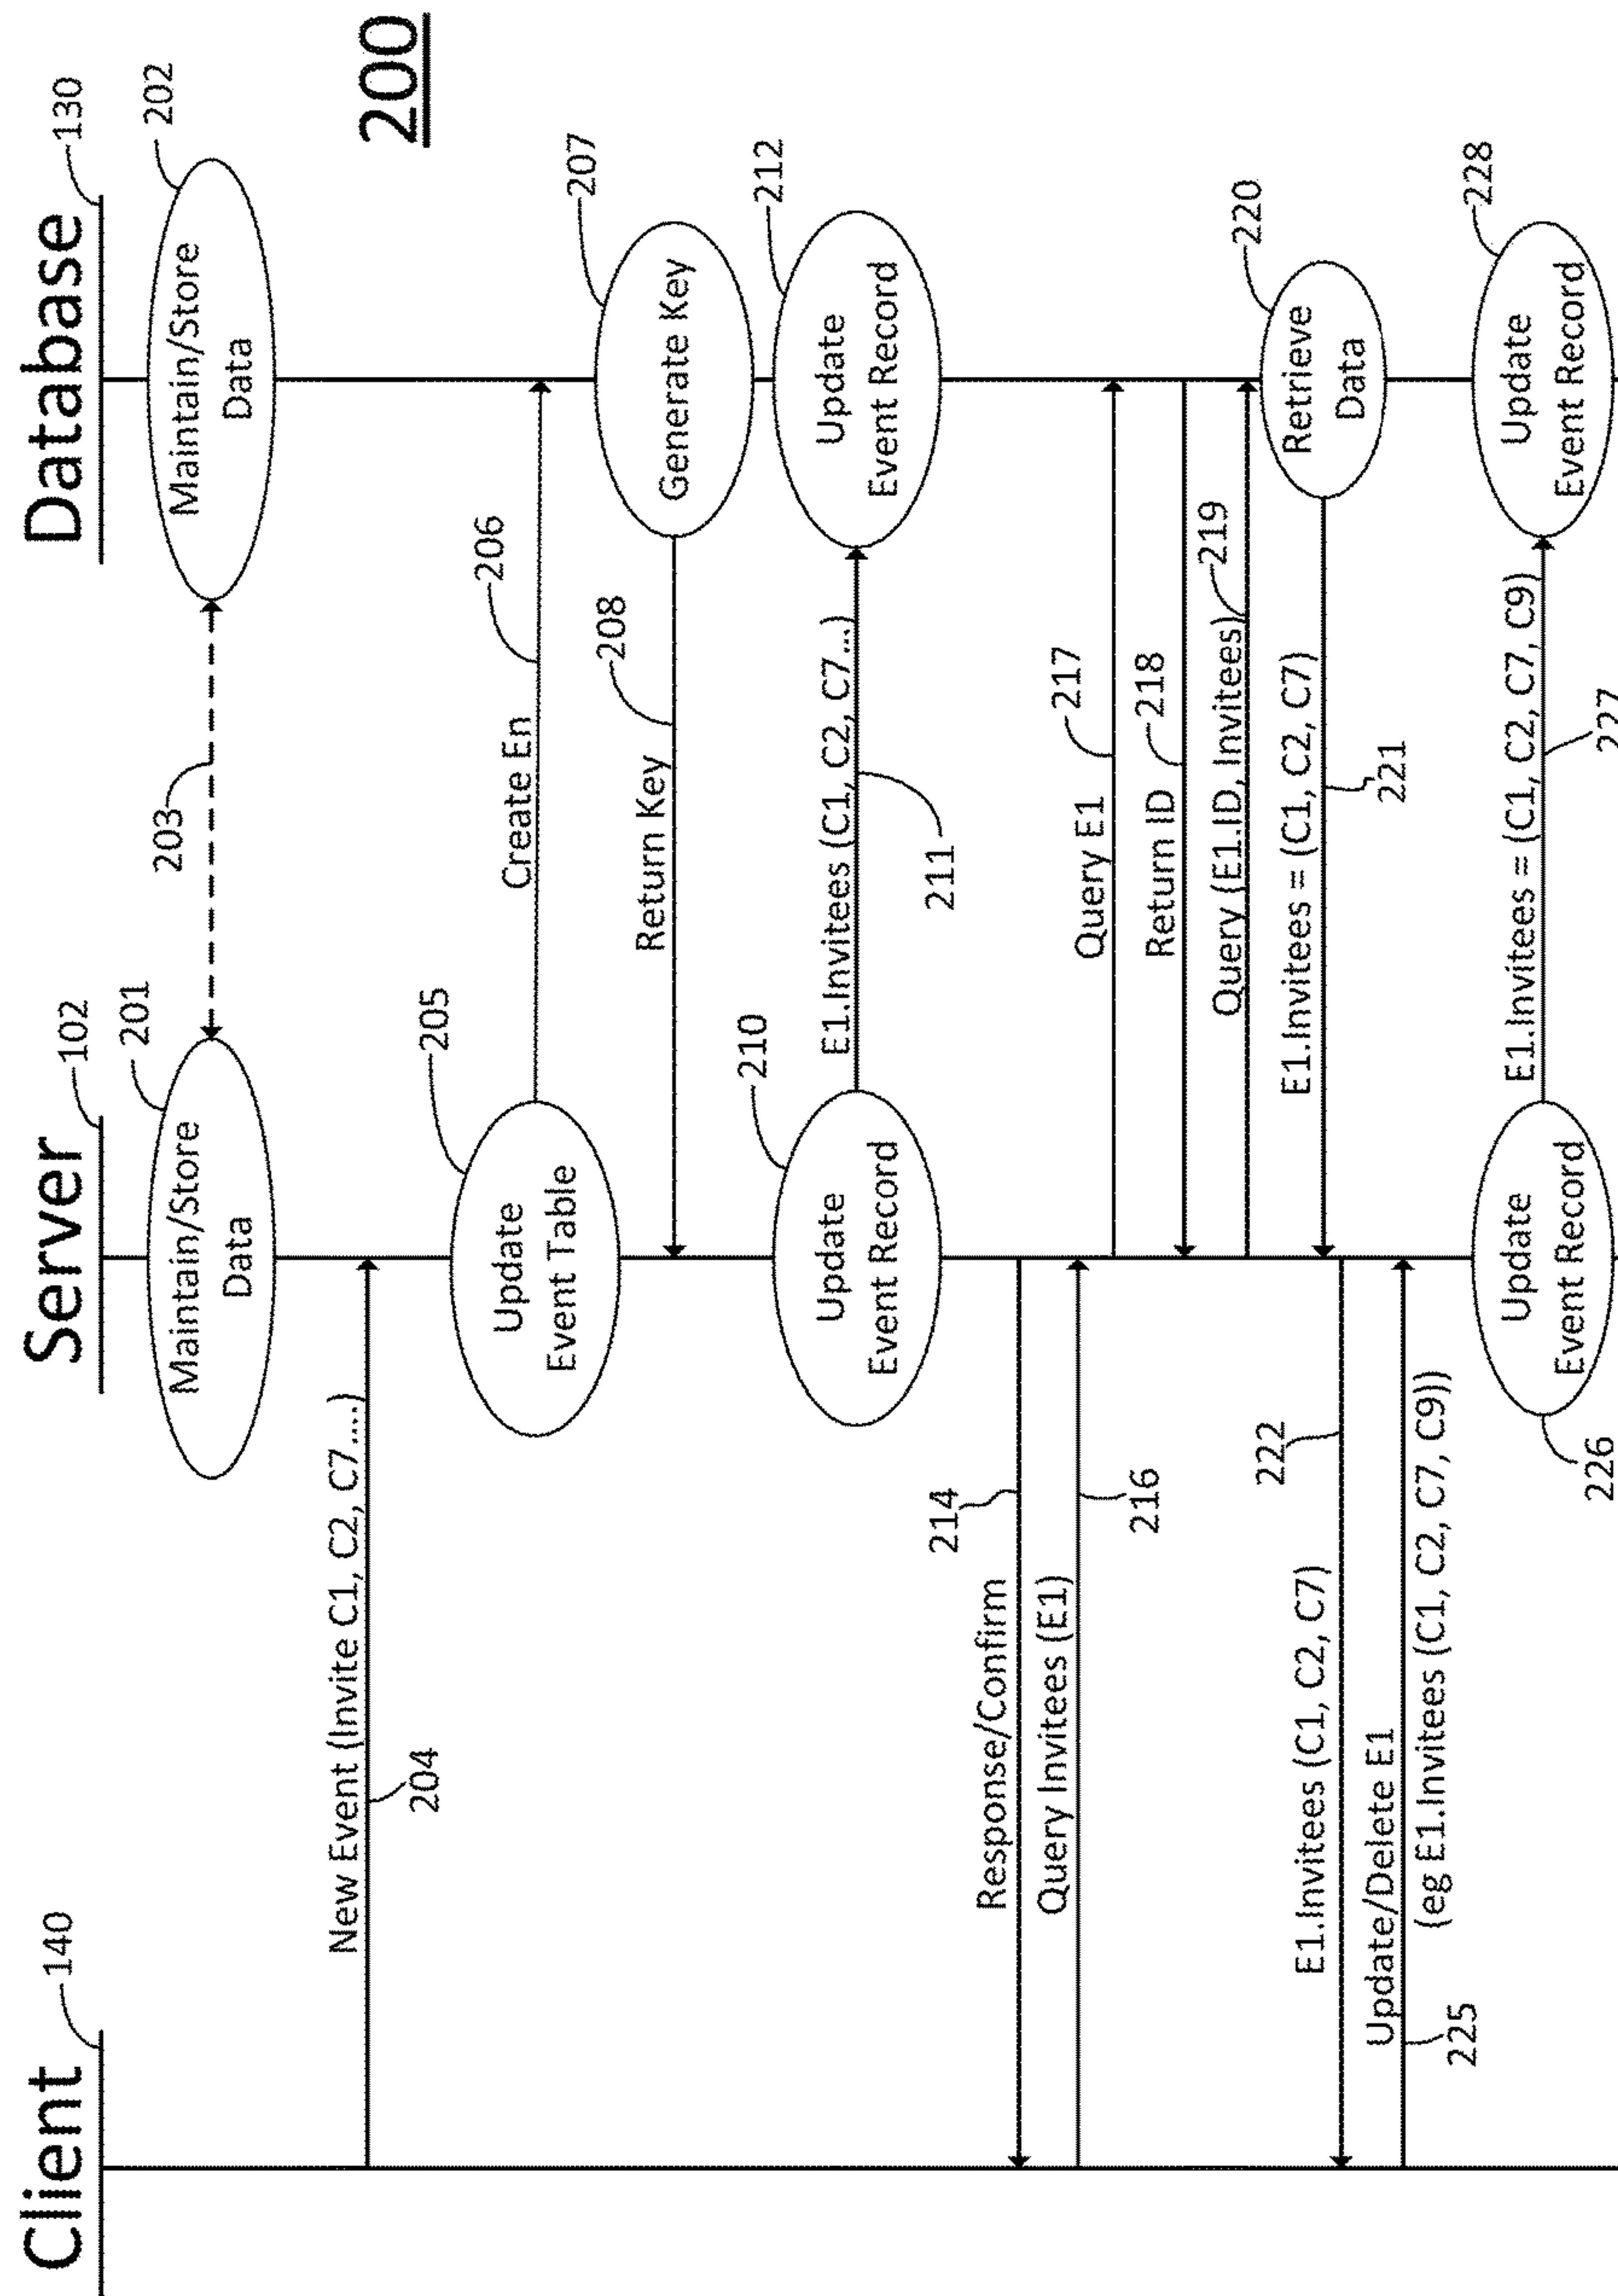 Client
140
Server
102
Database
130
200
Maintain/Store
Data
201
203
Maintain/Store
Data
202
New Event (Invite C1, C2, C7....)
204
Update
Event Table
205
Create En
206
Generate Key
207
Return Key
208
Update
Event Record
210
E1.Invitees (C1, C2, C7...)
211
Update
Event Record
212
Response/Confirm
214
Query Invitees (E1)
216
Query E1
217
Return ID
218
Query (E1.ID, Invitees)
219
Retrieve
Data
220
E1.Invitees = (C1, C2, C7)
221
E1.Invitees (C1, C2, C7)
222
Update/Delete E1
(eg E1.Invitees (C1, C2, C7, C9))
225
Update
Event Record
226
E1.Invitees = (C1, C2, C7, C9)
227
Update
Event Record
228